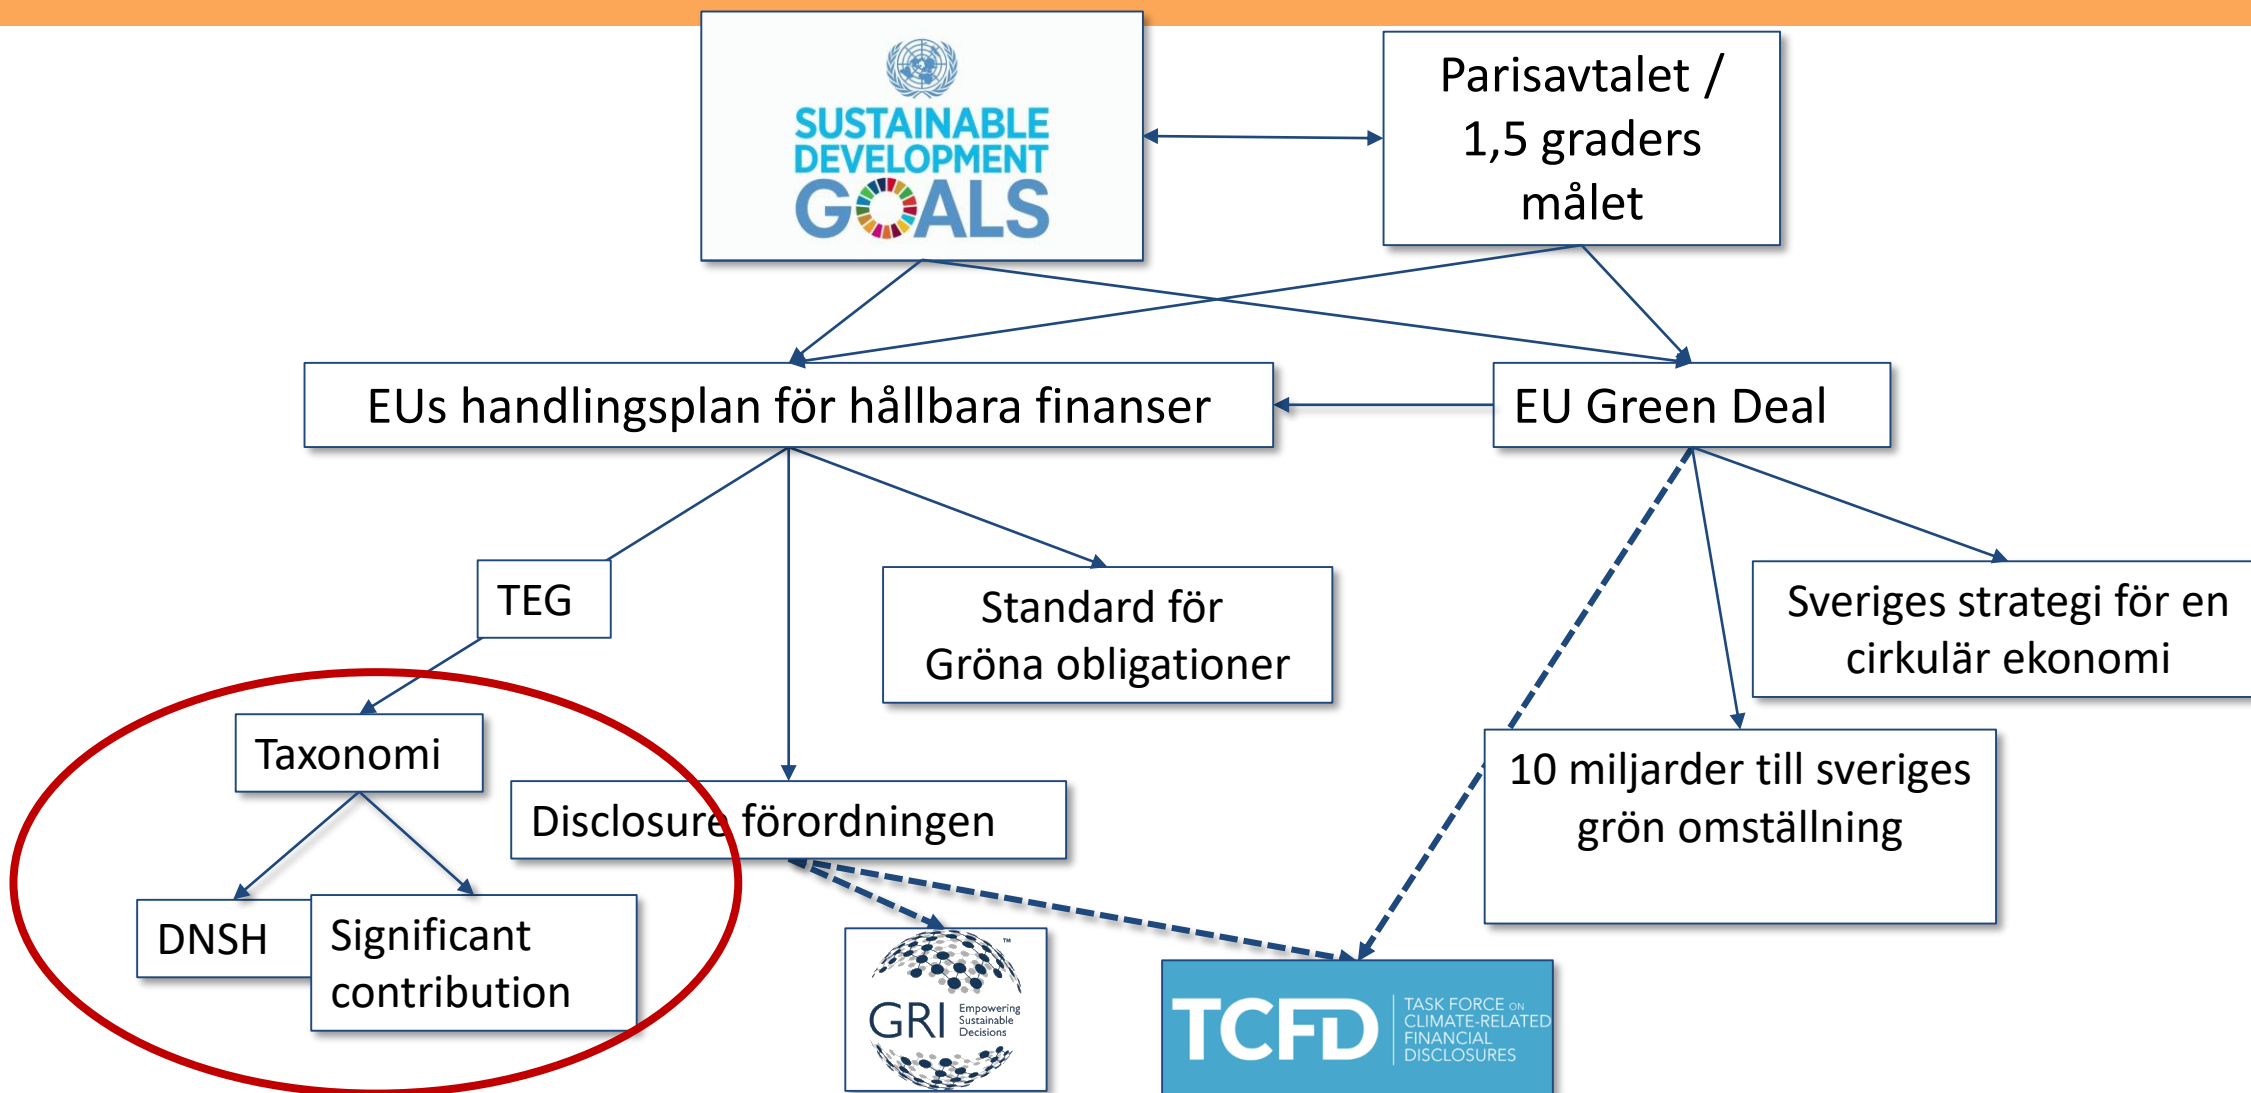 SUSTAINABLE
DEVELOPMENT
GOALS
Parisavtalet /
1,5 graders
målet
EUs handlingsplan för hållbara finanser
EU Green Deal
TEG
Standard för
Gröna obligationer
Sveriges strategi för en
cirkulär ekonomi
Taxonomi
Disclosure förordningen
10 miljarder till sveriges
grön omställning
DNSH
Significant
contribution
GRI
Empowering
Sustainable
Decisions
TM
TCFD
TASK FORCE ON
CLIMATE-RELATED
FINANCIAL
DISCLOSURES